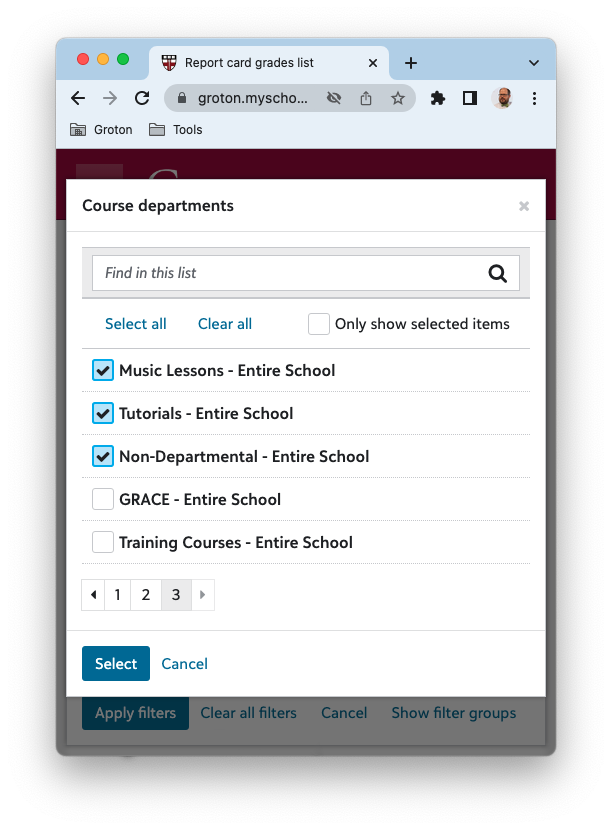 Report card grades list
groton.myscho...
Groton Tools
Course departments
Find in this list
Select all Clear all Only show selected items
Music Lessons - Entire School
Tutorials - Entire School
Non-Departmental - Entire School
GRACE - Entire School
Training Courses - Entire School
1 2 3
Select Cancel
Apply filters Clear all filters Cancel Show filter groups